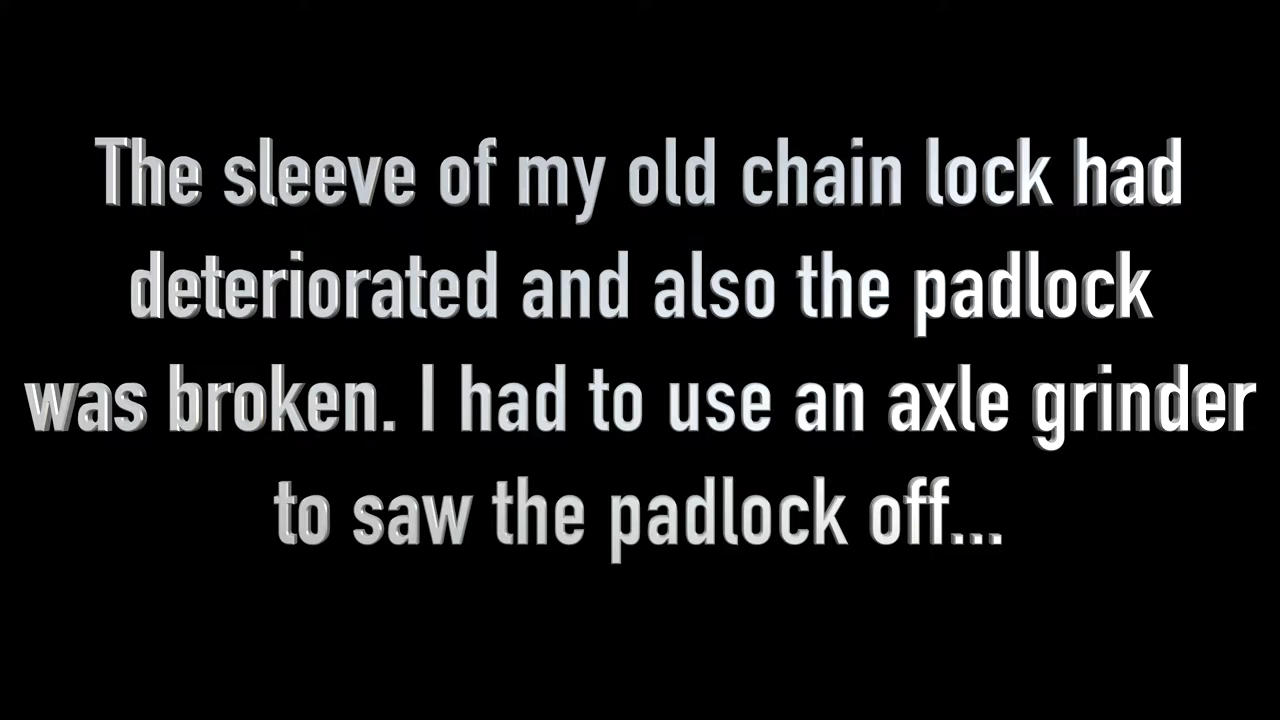 The sleeve of my old chain lock had
deteriorated and also the padlock
was broken. I had to use an axle grinder
to saw the padlock off...